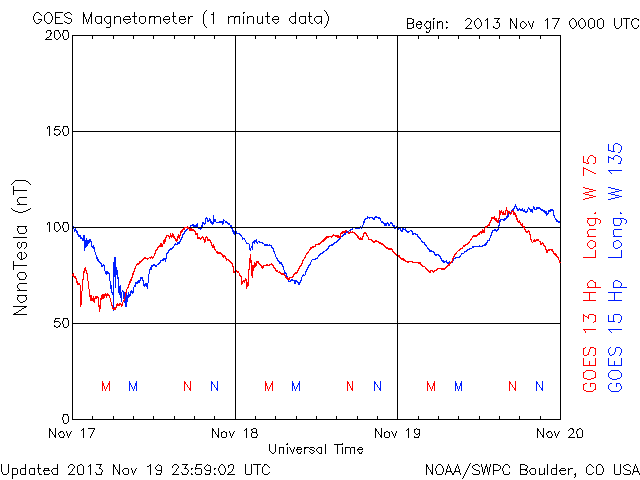 GOES Magnetometer (1 minute data)
Begin: 2013 Nov 17 0000 UTC
200
150
100
50
0
NanoTesla (nT)
M M N N M M N N M M N N
Nov 17 Nov 18 Nov 19 Nov 20
Universal Time
GOES 13 Hp Long. W 75
GOES 15 Hp Long. W 135
Updated 2013 Nov 19 23:59:02 UTC
NOAA/SWPC Boulder, CO USA